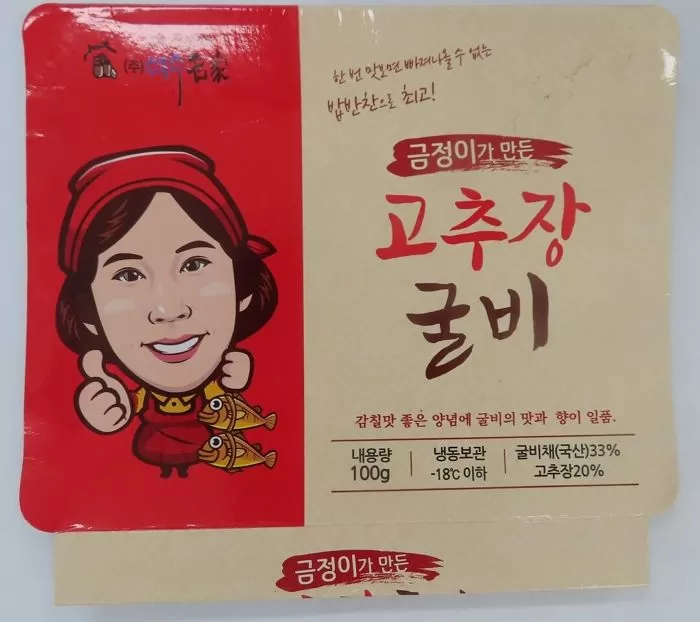 (주) 名家
한 번 맛보면 빠져나올 수 없는
밥반찬으로 최고!
금정이가 만든
고추장
굴비
감칠맛 좋은 양념에 굴비의 맛과 향이 일품.
내용량
100g
냉동보관
-18℃ 이하
굴비채(국산)33%
고추장20%
금정이가 만든